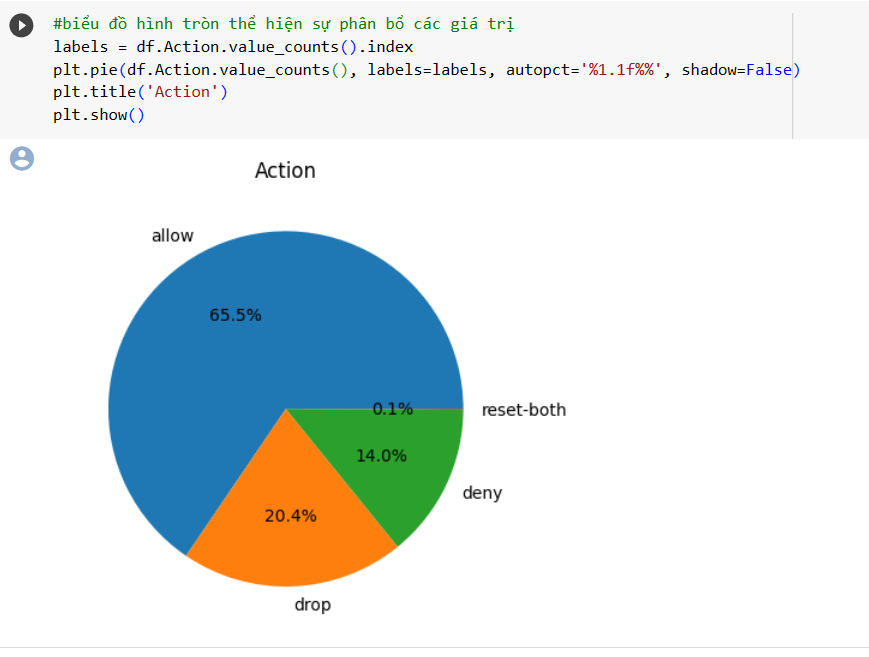 #biểu đồ hình tròn thể hiện sự phân bổ các giá trị
labels = df.Action.value_counts().index
plt.pie(df.Action.value_counts(), labels=labels, autopct='%1.1f%%', shadow=False)
plt.title('Action')
plt.show()
Action
allow
65.5%
0.1%
reset-both
14.0%
deny
20.4%
drop